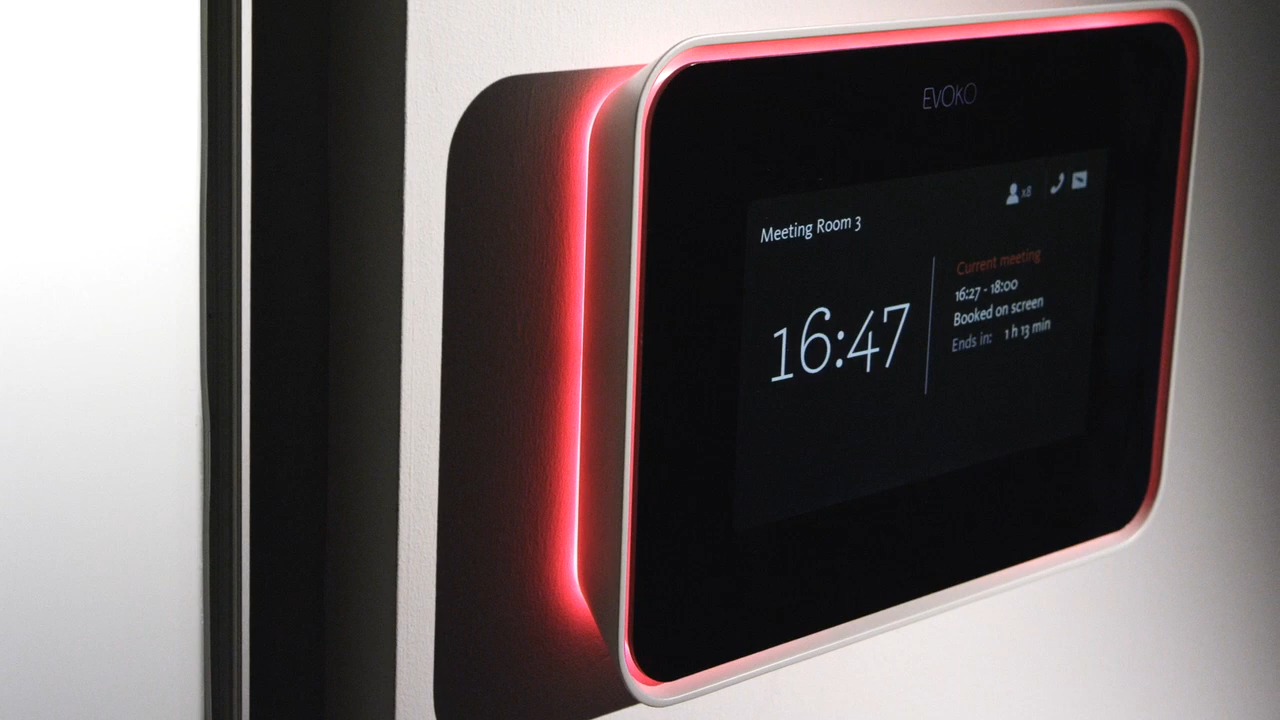 EVOKO
x8
Meeting Room 3
16:47
Current meeting
16:27 - 18:00
Booked on screen
Ends in: 1 h 13 min